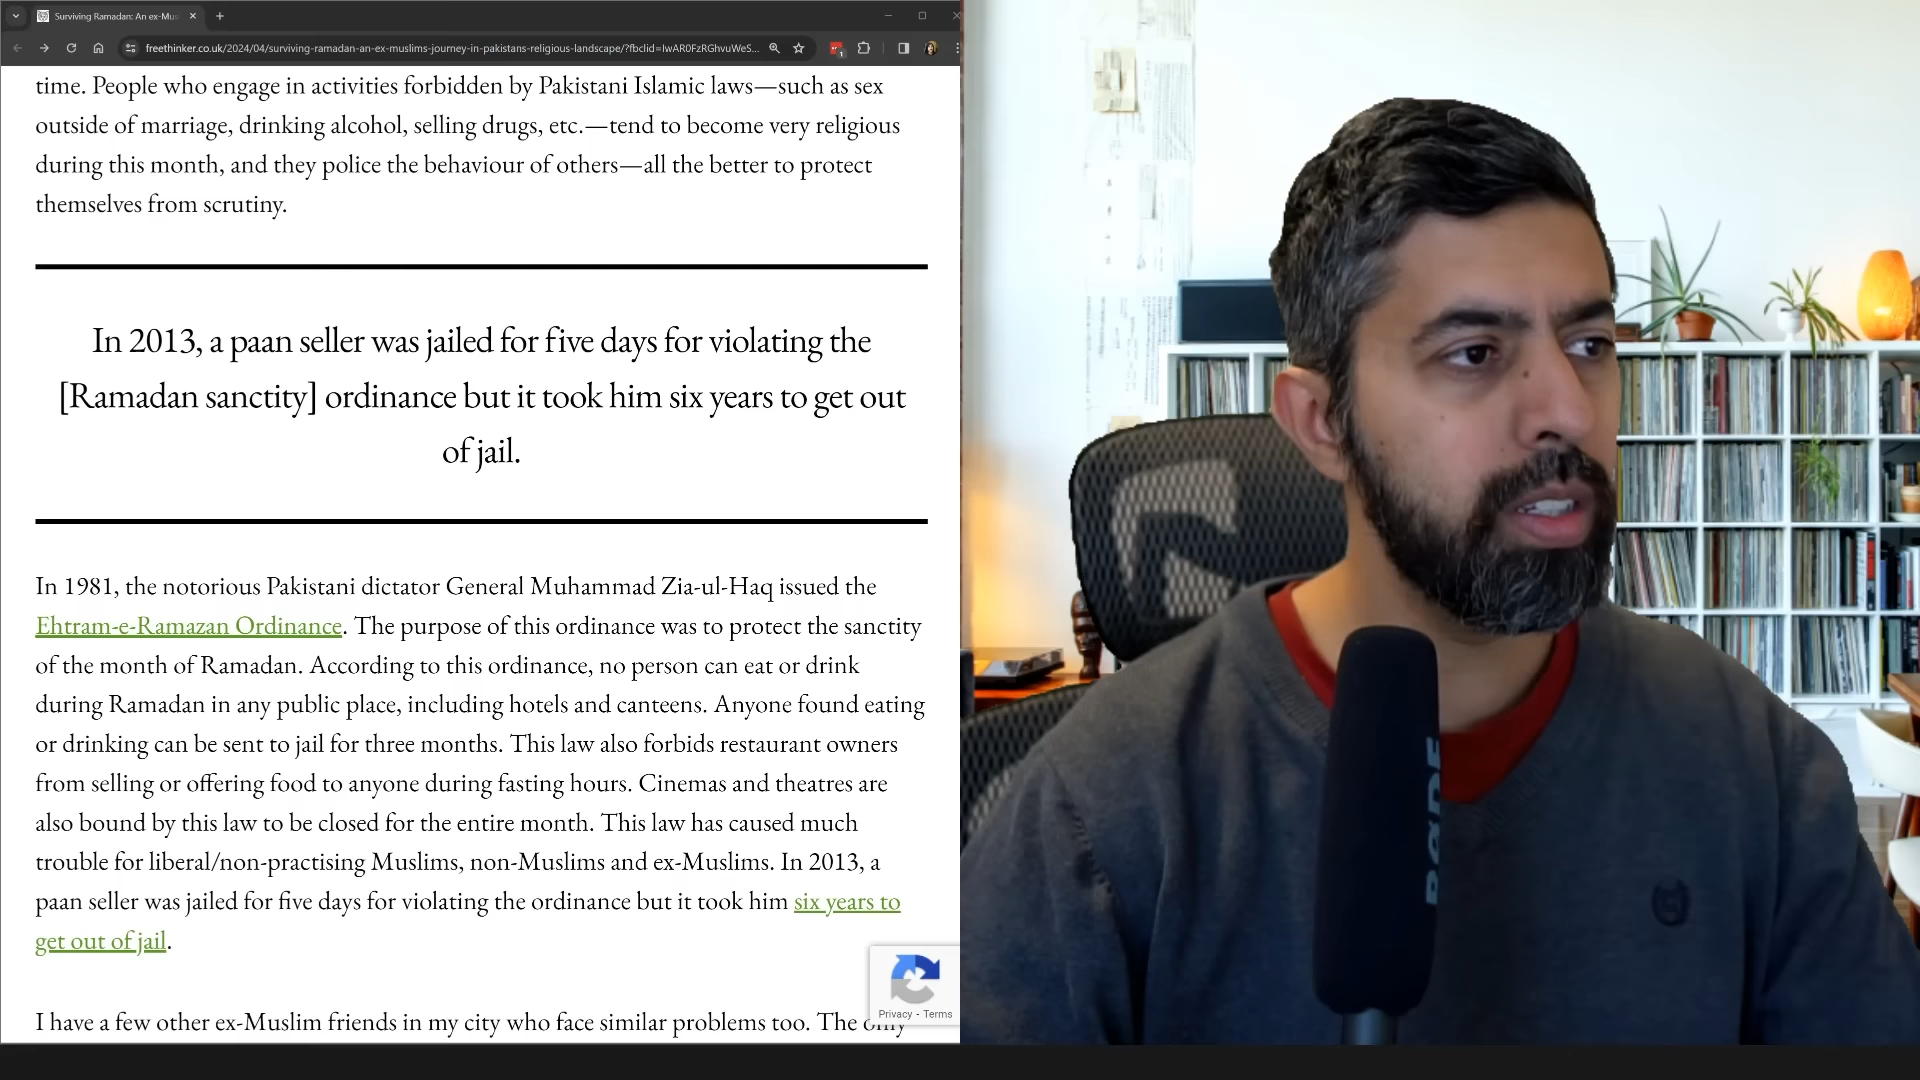 Surviving Ramadan: An ex-Mus
freethinker.co.uk/2024/04/surviving-ramadan-an-ex-muslims-journey-in-pakistans-religious-landscape/?fbclid=IwAR0FzRGhvuWeS...
1
time. People who engage in activities forbidden by Pakistani Islamic laws—such as sex
outside of marriage, drinking alcohol, selling drugs, etc.—tend to become very religious
during this month, and they police the behaviour of others—all the better to protect
themselves from scrutiny.
In 2013, a paan seller was jailed for five days for violating the
[Ramadan sanctity] ordinance but it took him six years to get out
of jail.
In 1981, the notorious Pakistani dictator General Muhammad Zia-ul-Haq issued the
Ehtram-e-Ramazan Ordinance. The purpose of this ordinance was to protect the sanctity
of the month of Ramadan. According to this ordinance, no person can eat or drink
during Ramadan in any public place, including hotels and canteens. Anyone found eating
or drinking can be sent to jail for three months. This law also forbids restaurant owners
from selling or offering food to anyone during fasting hours. Cinemas and theatres are
also bound by this law to be closed for the entire month. This law has caused much
trouble for liberal/non-practising Muslims, non-Muslims and ex-Muslims. In 2013, a
paan seller was jailed for five days for violating the ordinance but it took him six years to
get out of jail.
I have a few other ex-Muslim friends in my city who face similar problems too. The only
Privacy - Terms
RØDE